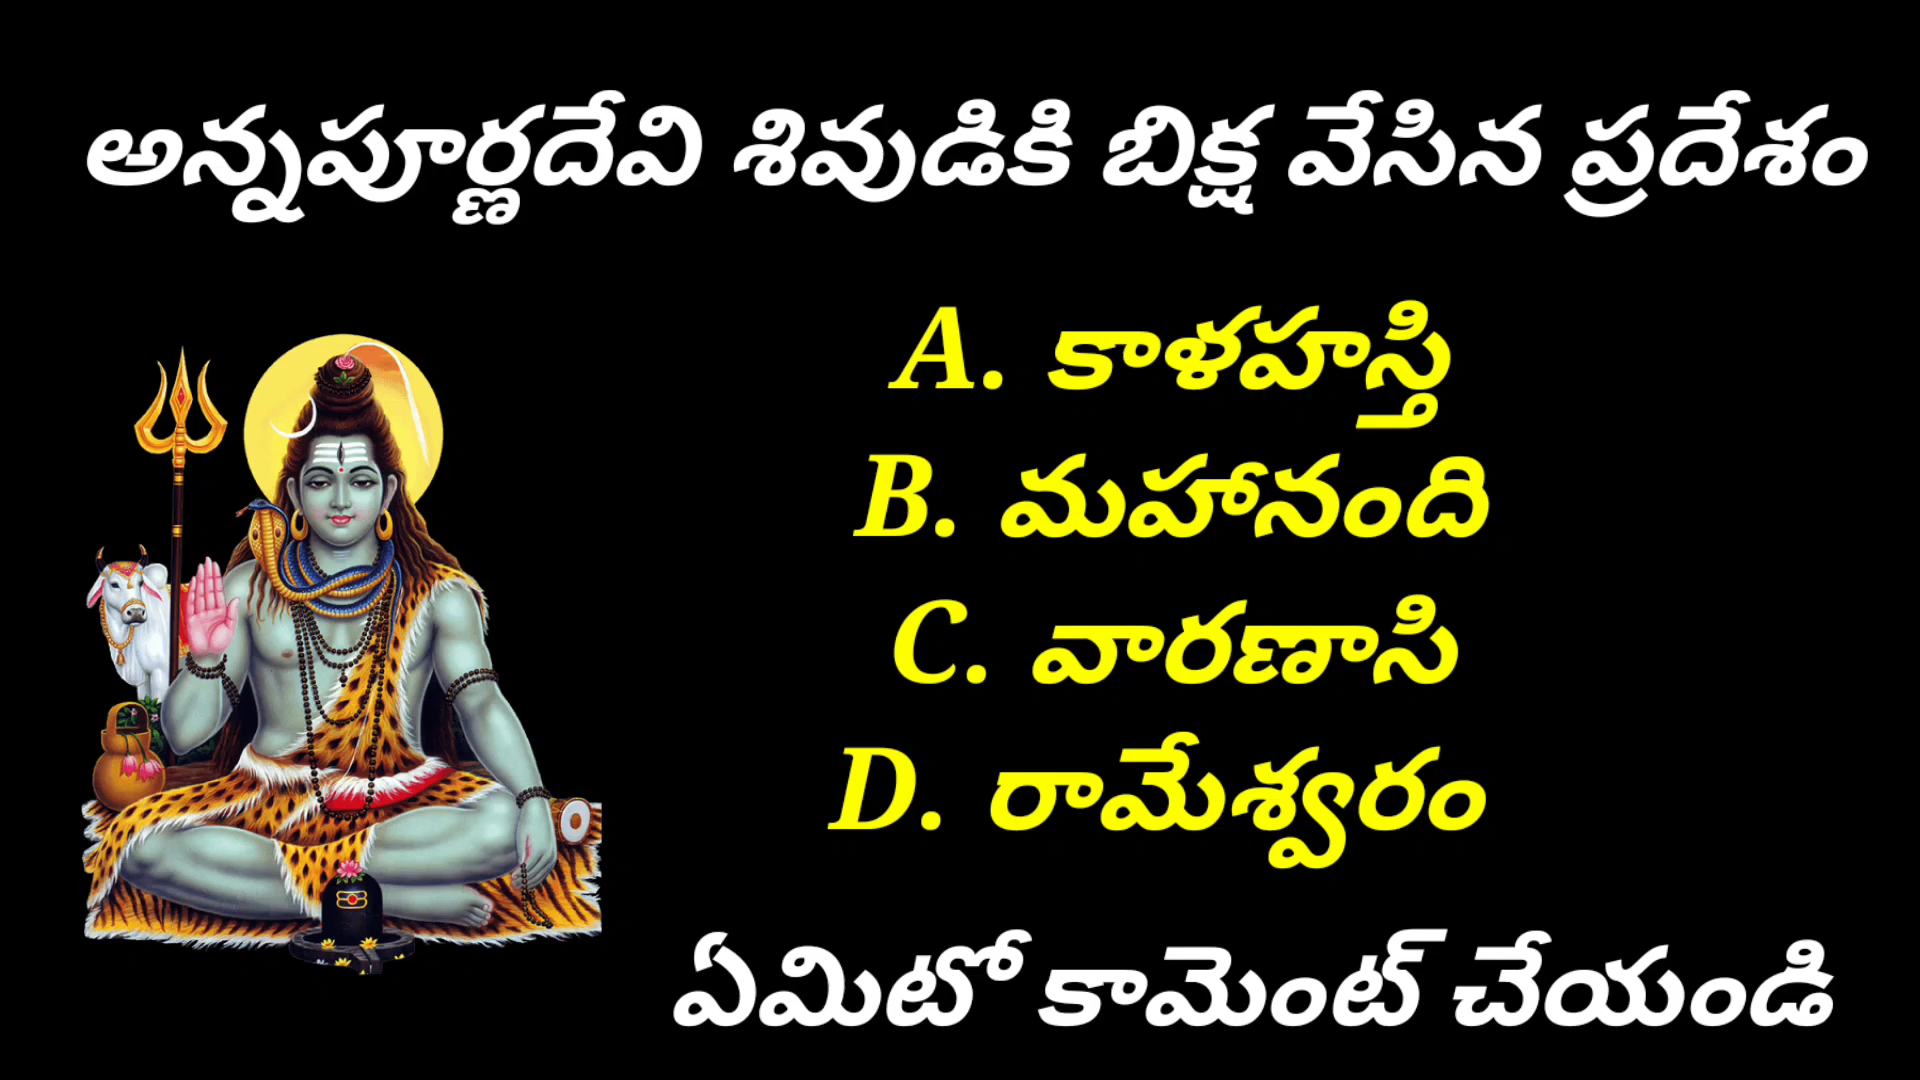 అన్నపూర్ణదేవి శివుడికి బిక్ష వేసిన ప్రదేశం
A. కాళహస్తి
B. మహానంది
C. వారణాసి
D. రామేశ్వరం
ఏమిటో కామెంట్ చేయండి